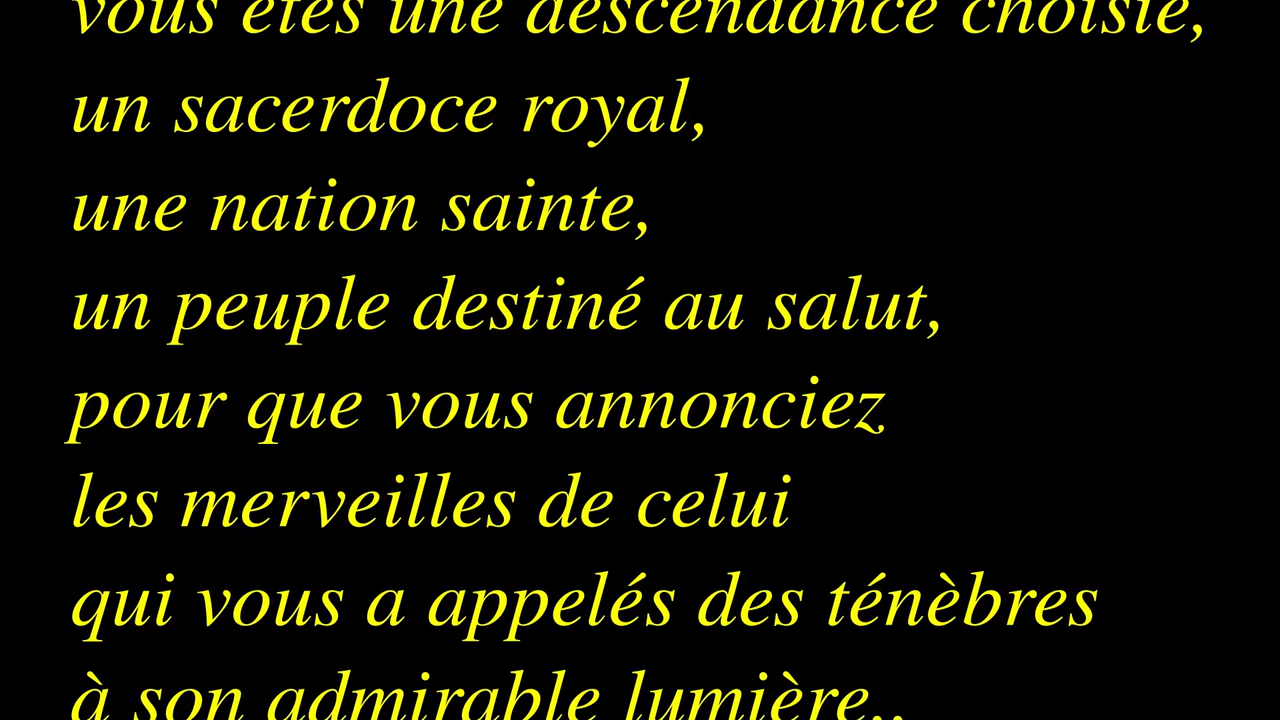 vous êtes une descendance choisie,
un sacerdoce royal,
une nation sainte,
un peuple destiné au salut,
pour que vous annonciez
les merveilles de celui
qui vous a appelés des ténèbres
à son admirable lumière..